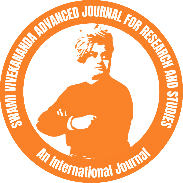 SWAMI VIVEKANANDA ADVANCED JOURNAL FOR RESEARCH AND STUDIES
An International Journal